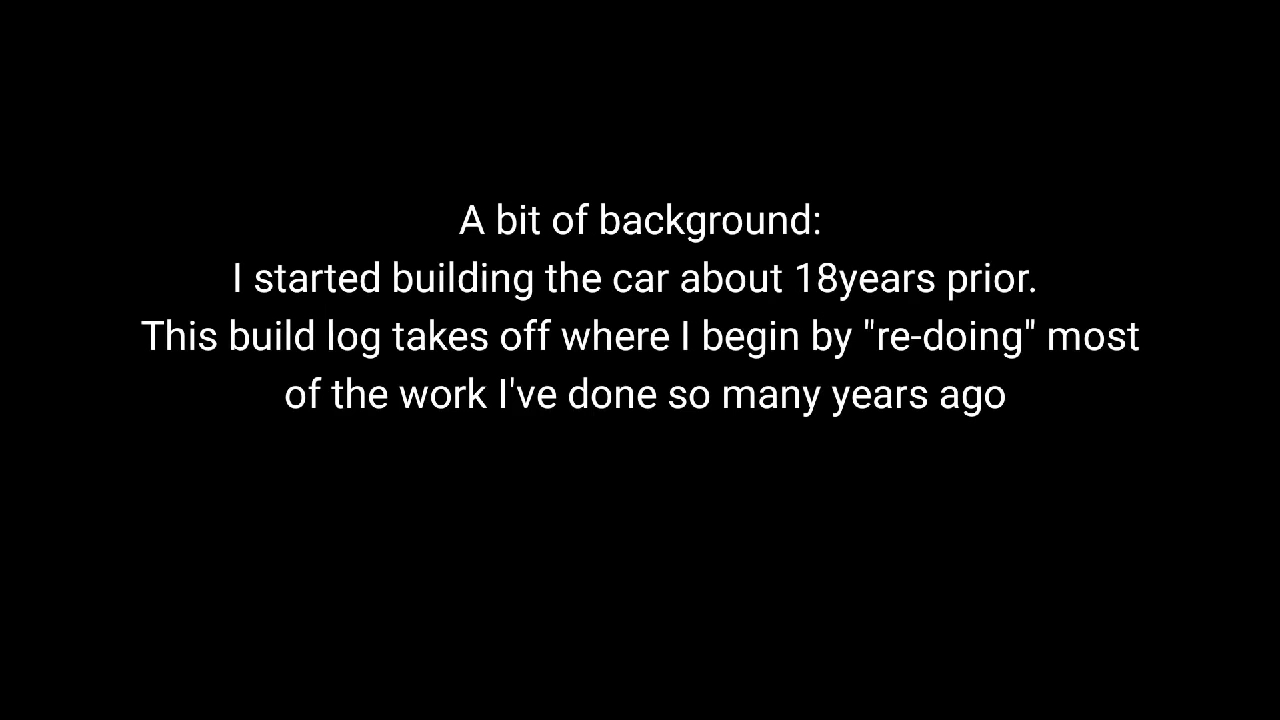 A bit of background:
I started building the car about 18years prior.
This build log takes off where I begin by "re-doing" most
of the work I've done so many years ago